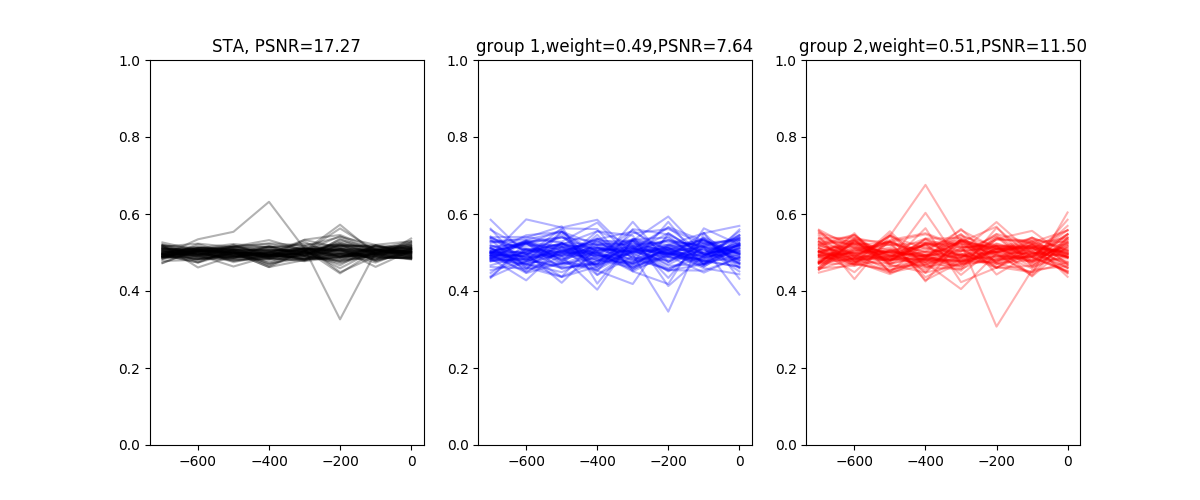 STA, PSNR=17.27
group 1,weight=0.49,PSNR=7.64
group 2,weight=0.51,PSNR=11.50
1.0 1.0 1.0
0.8 0.8 0.8
0.6 0.6 0.6
0.4 0.4 0.4
0.2 0.2 0.2
0.0 0.0 0.0
−600 −400 −200 0 −600 −400 −200 0 −600 −400 −200 0